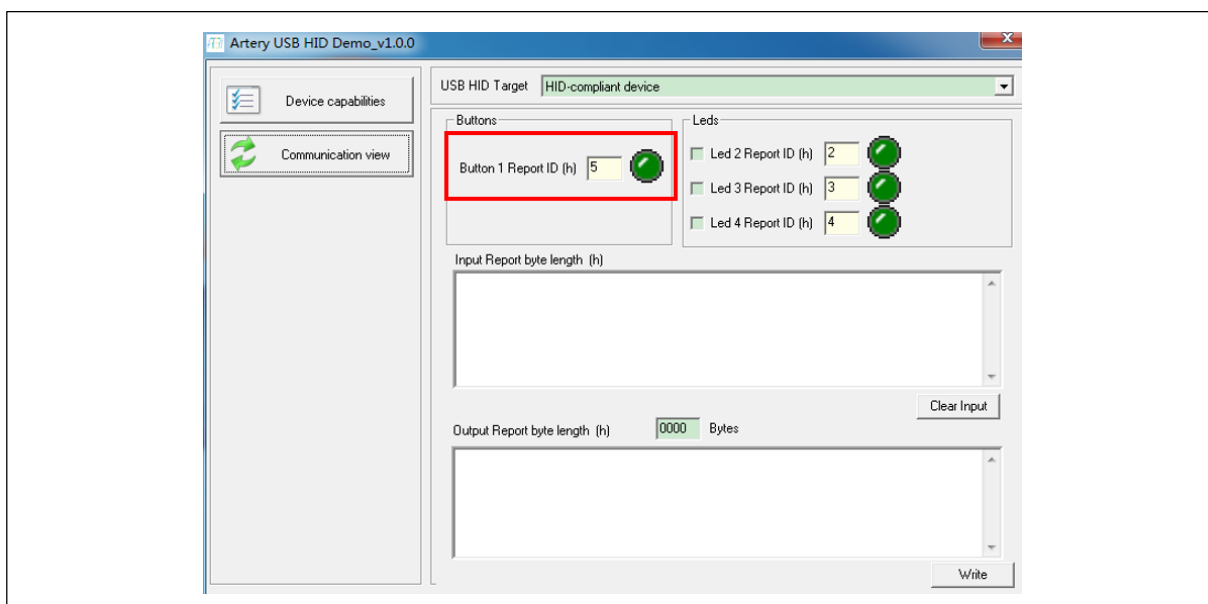 Artery USB HID Demo_v1.0.0
Device capabilities
Communication view
USB HID Target HID-compliant device
Buttons
Button 1 Report ID (h) 5
Leds
Led 2 Report ID (h) 2
Led 3 Report ID (h) 3
Led 4 Report ID (h) 4
Input Report byte length (h)
Clear Input
Output Report byte length (h) 0000 Bytes
Write